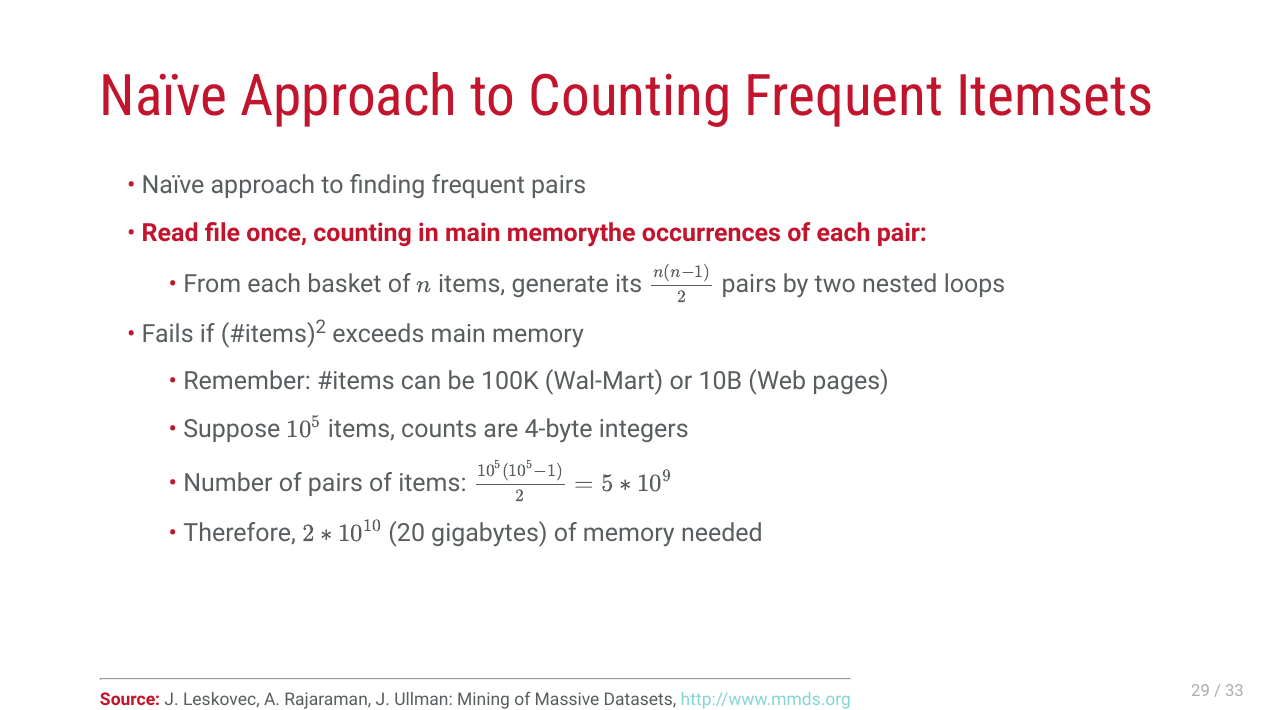 Naïve Approach to Counting Frequent Itemsets
• Naïve approach to finding frequent pairs
• Read file once, counting in main memorythe occurrences of each pair:
• From each basket of n items, generate its n(n−1)/2 pairs by two nested loops
• Fails if (#items)² exceeds main memory
• Remember: #items can be 100K (Wal-Mart) or 10B (Web pages)
• Suppose 10⁵ items, counts are 4-byte integers
• Number of pairs of items: 10⁵(10⁵−1)/2 = 5 ∗ 10⁹
• Therefore, 2 ∗ 10¹⁰ (20 gigabytes) of memory needed
Source: J. Leskovec, A. Rajaraman, J. Ullman: Mining of Massive Datasets, http://www.mmds.org
29 / 33